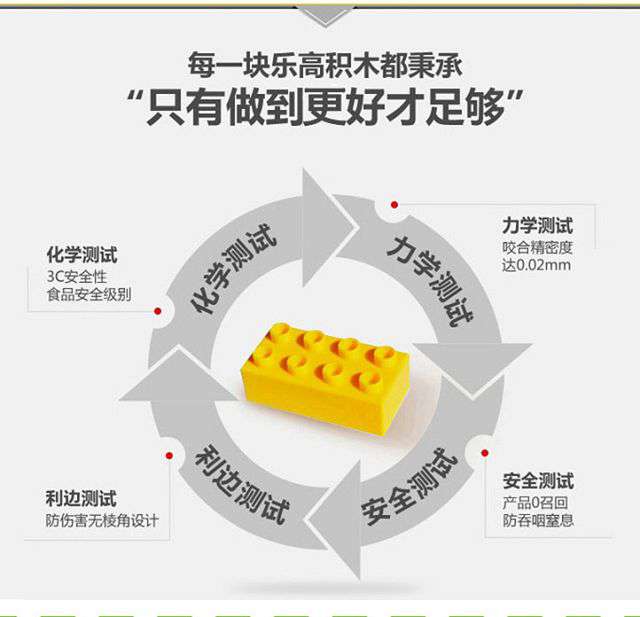 每一块乐高积木都秉承
“只有做到更好才足够”
化学测试
3C安全性
食品安全级别
力学测试
咬合精密度
达0.02mm
化学测试
力学测试
利边测试
安全测试
利边测试
防伤害无棱角设计
安全测试
产品0召回
防吞咽窒息